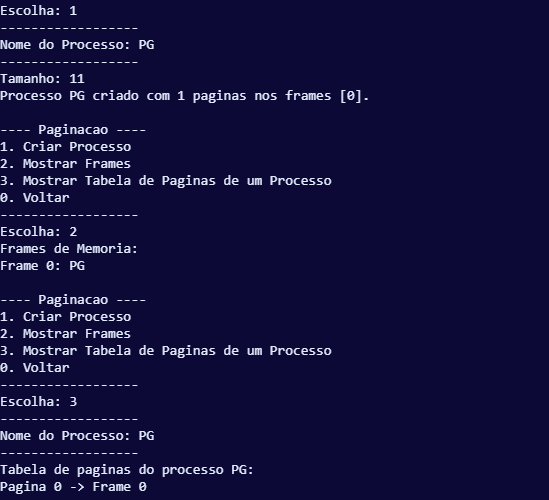 Escolha: 1
------------------
Nome do Processo: PG
------------------
Tamanho: 11
Processo PG criado com 1 paginas nos frames [0].
---- Paginacao ----
1. Criar Processo
2. Mostrar Frames
3. Mostrar Tabela de Paginas de um Processo
0. Voltar
------------------
Escolha: 2
Frames de Memoria:
Frame 0: PG
---- Paginacao ----
1. Criar Processo
2. Mostrar Frames
3. Mostrar Tabela de Paginas de um Processo
0. Voltar
------------------
Escolha: 3
------------------
Nome do Processo: PG
------------------
Tabela de paginas do processo PG:
Pagina 0 -> Frame 0